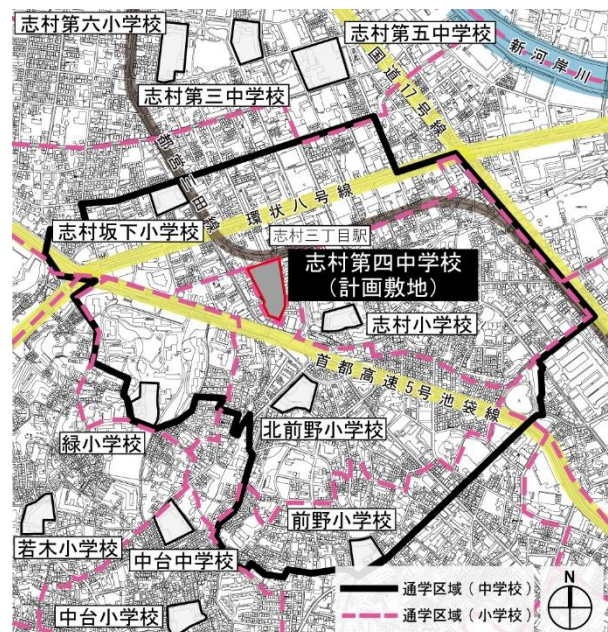 志村第六小学校
志村第五中学校
新河岸川
国道17号線
志村第三中学校
都営三田線
環状八号線
志村坂下小学校
志村三丁目駅
志村第四中学校
（計画敷地）
志村小学校
首都高速5号池袋線
北前野小学校
緑小学校
前野小学校
若木小学校
中台中学校
中台小学校
通学区域（中学校）
通学区域（小学校）
N